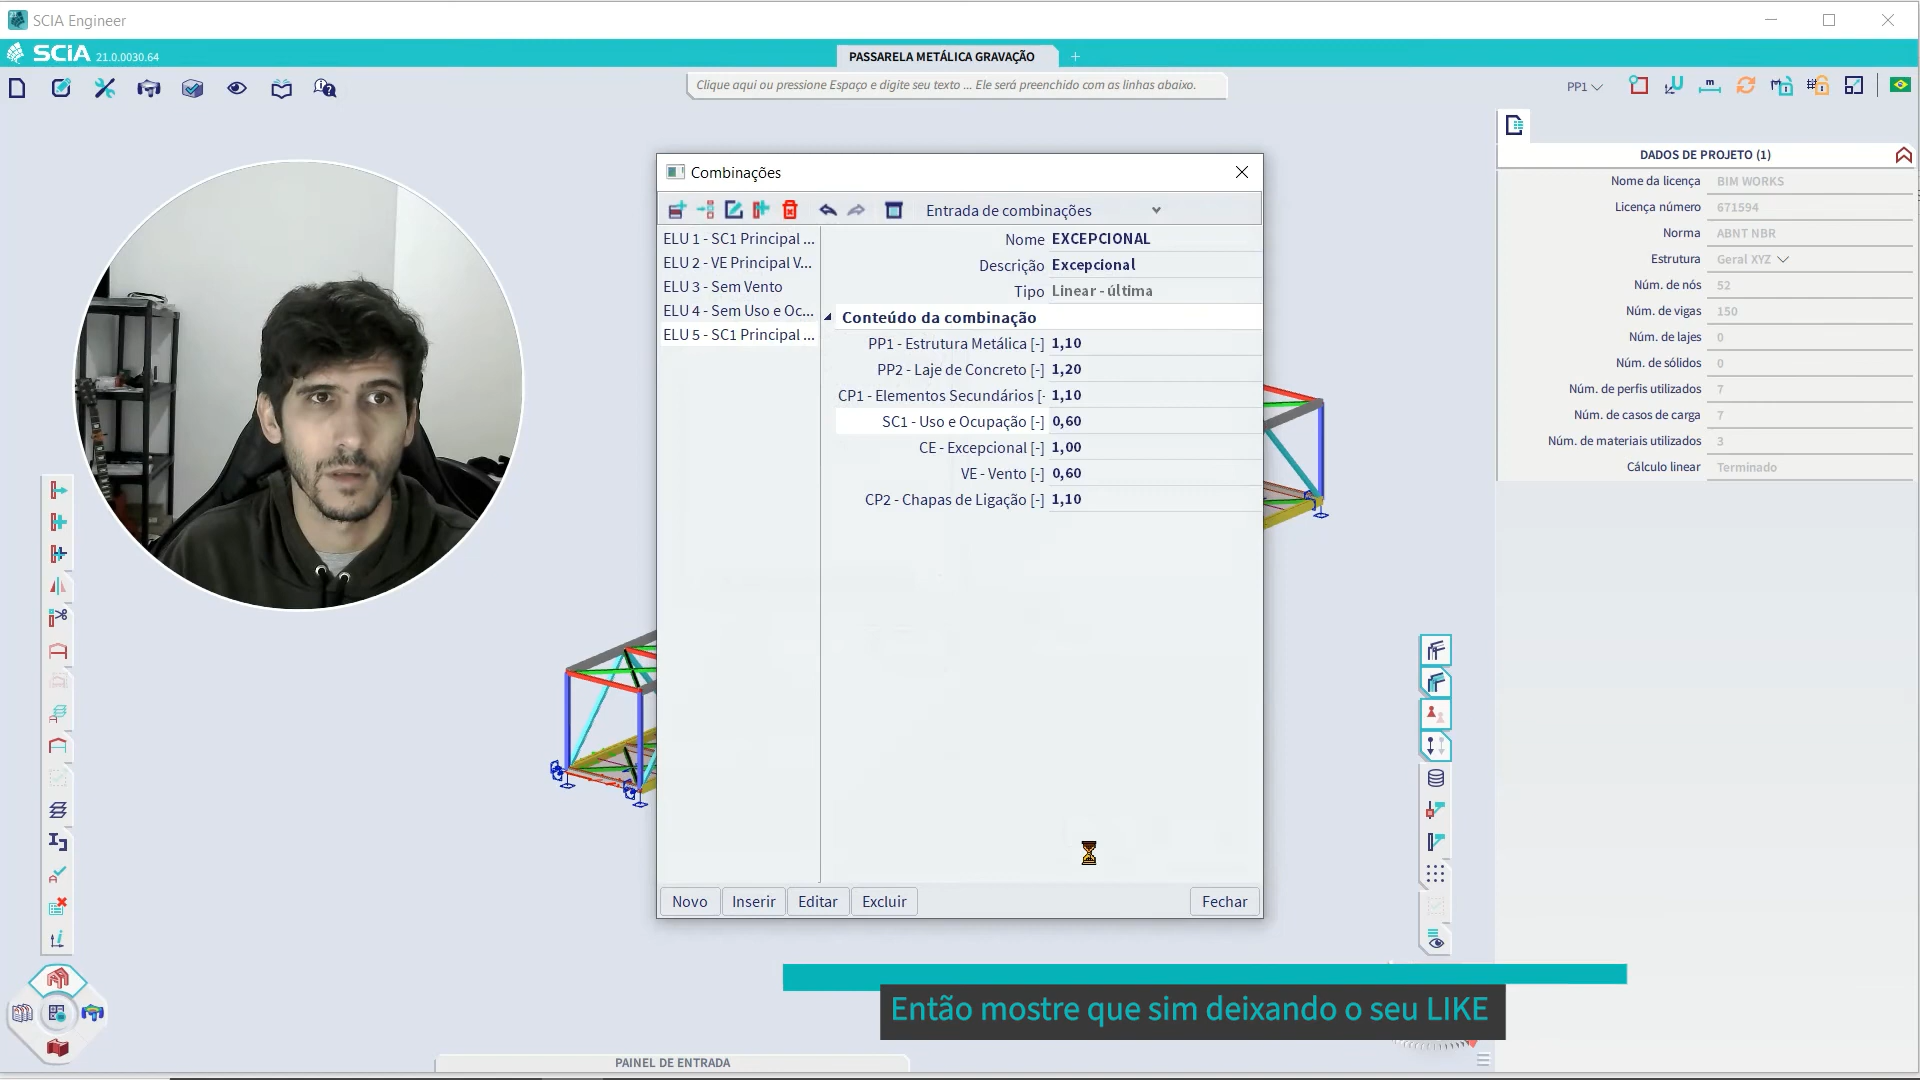 SCIA Engineer
SCiA 21.0.0030.64
PASSARELA METÁLICA GRAVAÇÃO
+
Clique aqui ou pressione Espaço e digite seu texto ... Ele será preenchido com as linhas abaixo.
PP1
DADOS DE PROJETO (1)
Nome da licença BIM WORKS
Licença número 671594
Norma ABNT NBR
Estrutura Geral XYZ
Núm. de nós 52
Núm. de vigas 150
Núm. de lajes 0
Núm. de sólidos 0
Núm. de perfis utilizados 7
Núm. de casos de carga 7
Núm. de materiais utilizados 3
Cálculo linear Terminado
Combinações
Entrada de combinações
ELU 1 - SC1 Principal ...
ELU 2 - VE Principal V...
ELU 3 - Sem Vento
ELU 4 - Sem Uso e Oc...
ELU 5 - SC1 Principal ...
Nome EXCEPCIONAL
Descrição Excepcional
Tipo Linear - última
Conteúdo da combinação
PP1 - Estrutura Metálica [-] 1,10
PP2 - Laje de Concreto [-] 1,20
CP1 - Elementos Secundários [- 1,10
SC1 - Uso e Ocupação [-] 0,60
CE - Excepcional [-] 1,00
VE - Vento [-] 0,60
CP2 - Chapas de Ligação [-] 1,10
Novo
Inserir
Editar
Excluir
Fechar
Então mostre que sim deixando o seu LIKE
PAINEL DE ENTRADA